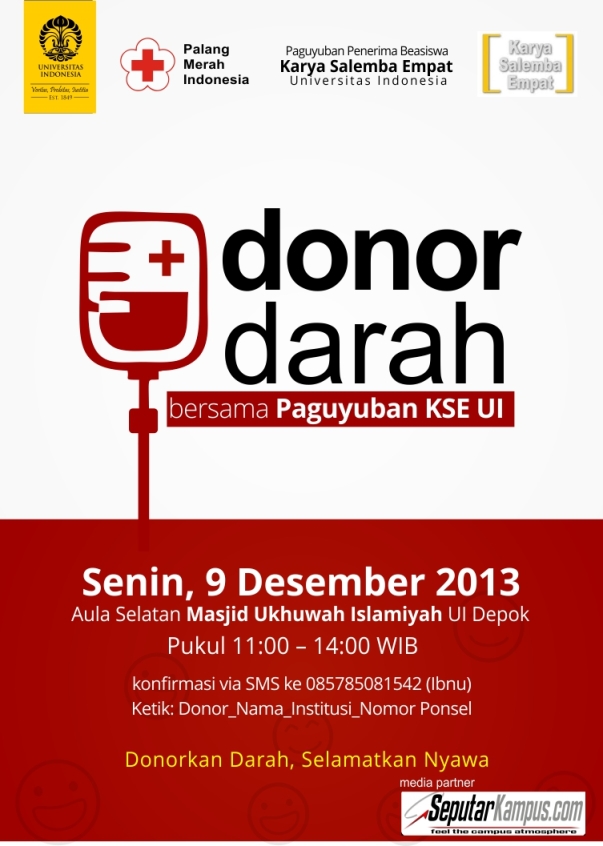 UNIVERSITAS
INDONESIA
Veritas, Probitas, Iustitia
EST. 1849
Palang
Merah
Indonesia
Paguyuban Penerima Beasiswa
Karya Salemba Empat
Universitas Indonesia
Karya
Salemba
Empat
donor
darah
bersama Paguyuban KSE UI
Senin, 9 Desember 2013
Aula Selatan Masjid Ukhuwah Islamiyah UI Depok
Pukul 11:00 – 14:00 WIB
konfirmasi via SMS ke 085785081542 (Ibnu)
Ketik: Donor_Nama_Institusi_Nomor Ponsel
Donorkan Darah, Selamatkan Nyawa
media partner
SeputarKampus.com
feel the campus atmosphere